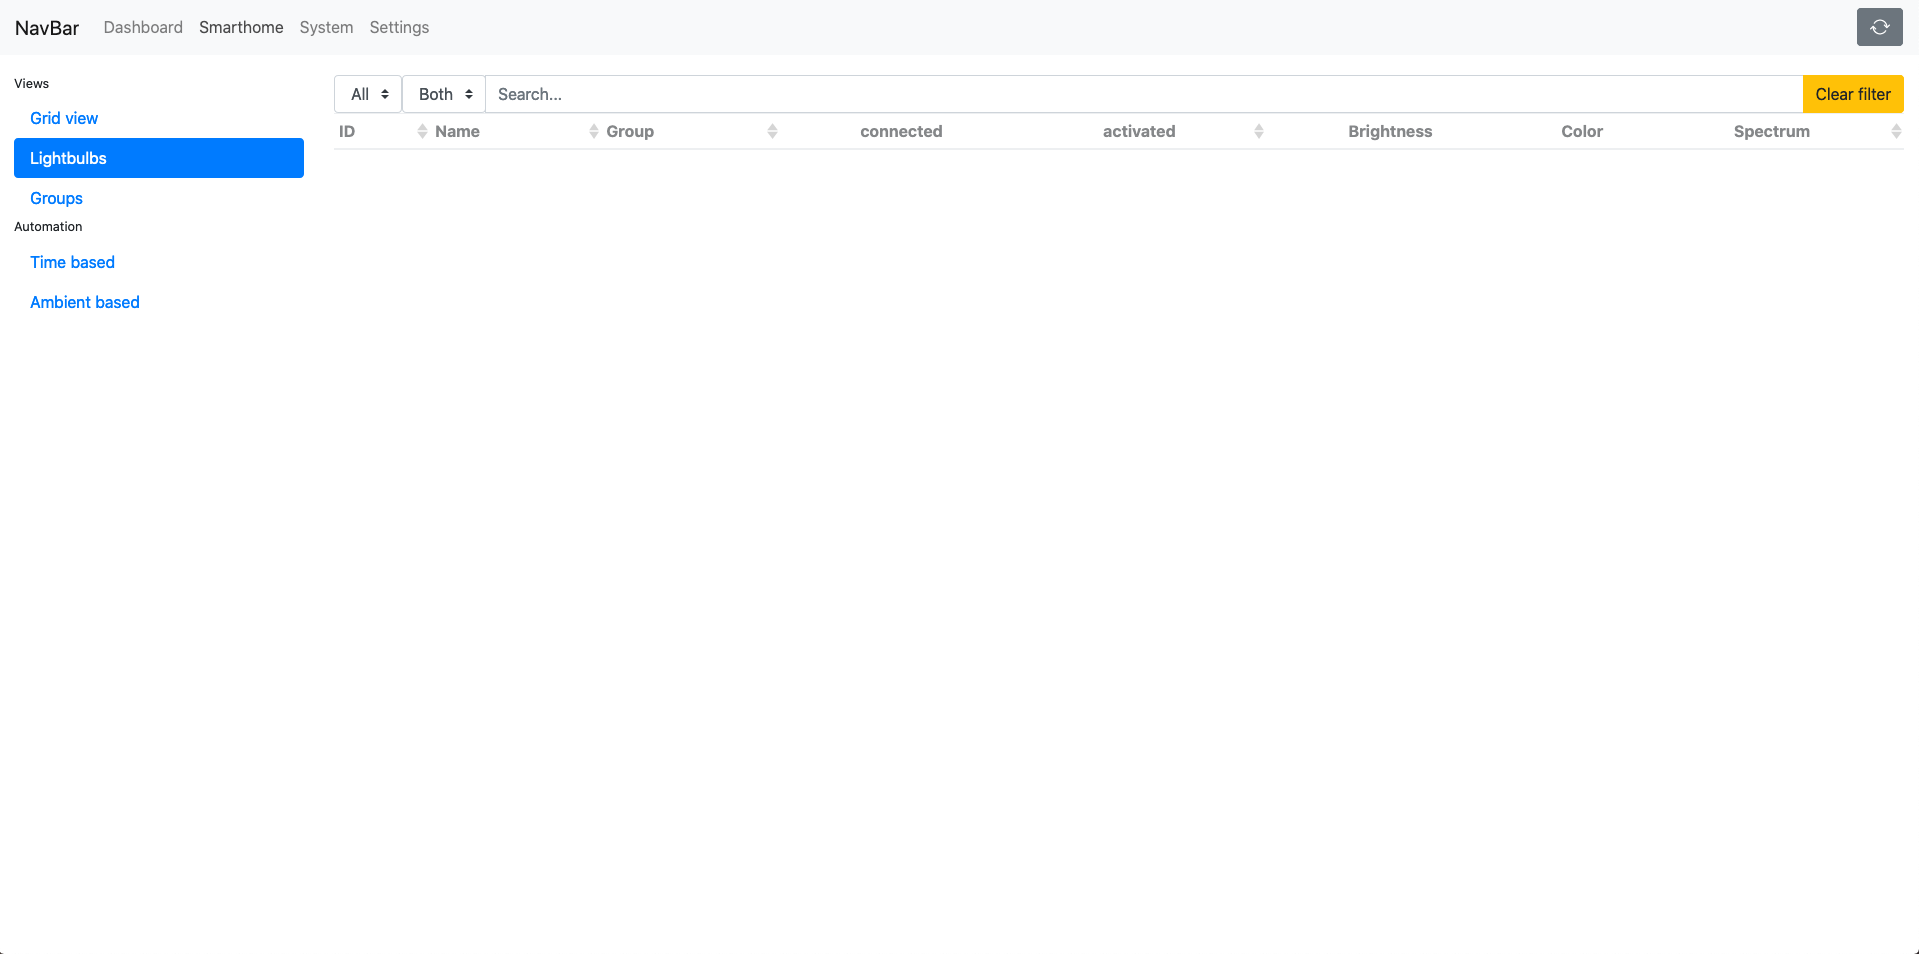 NavBar Dashboard Smarthome System Settings
Views
Grid view
Lightbulbs
Groups
Automation
Time based
Ambient based
All Both Search... Clear filter
ID Name Group connected activated Brightness Color Spectrum